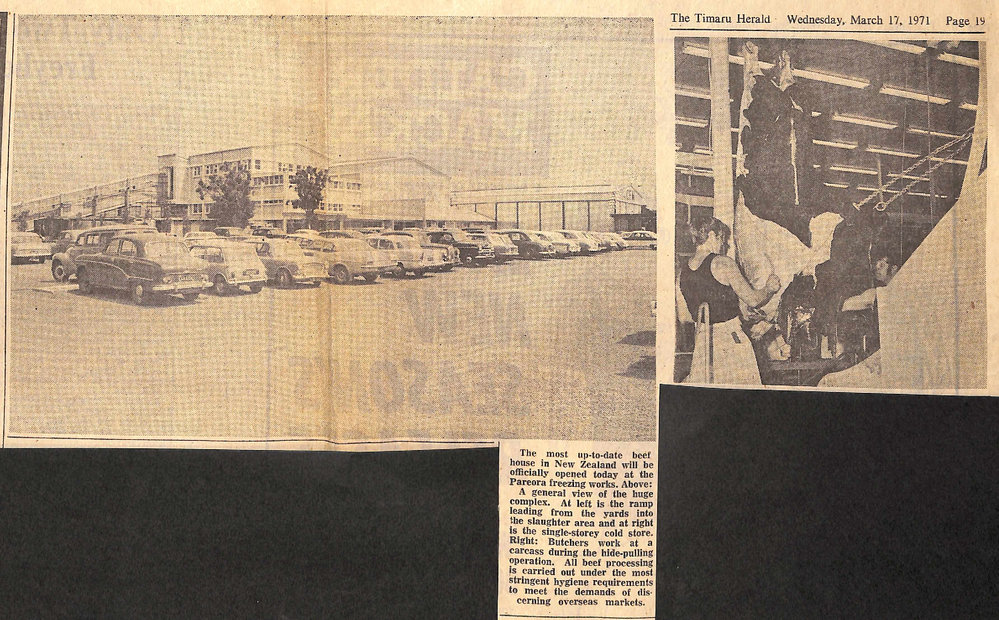 The Timaru Herald Wednesday, March 17, 1971 Page 19
The most up-to-date beef
house in New Zealand will be
officially opened today at the
Pareora freezing works. Above:
A general view of the huge
complex. At left is the ramp
leading from the yards into
the slaughter area and at right
is the single-storey cold store.
Right: Butchers work at a
carcass during the hide-pulling
operation. All beef processing
is carried out under the most
stringent hygiene requirements
to meet the demands of dis-
cerning overseas markets.